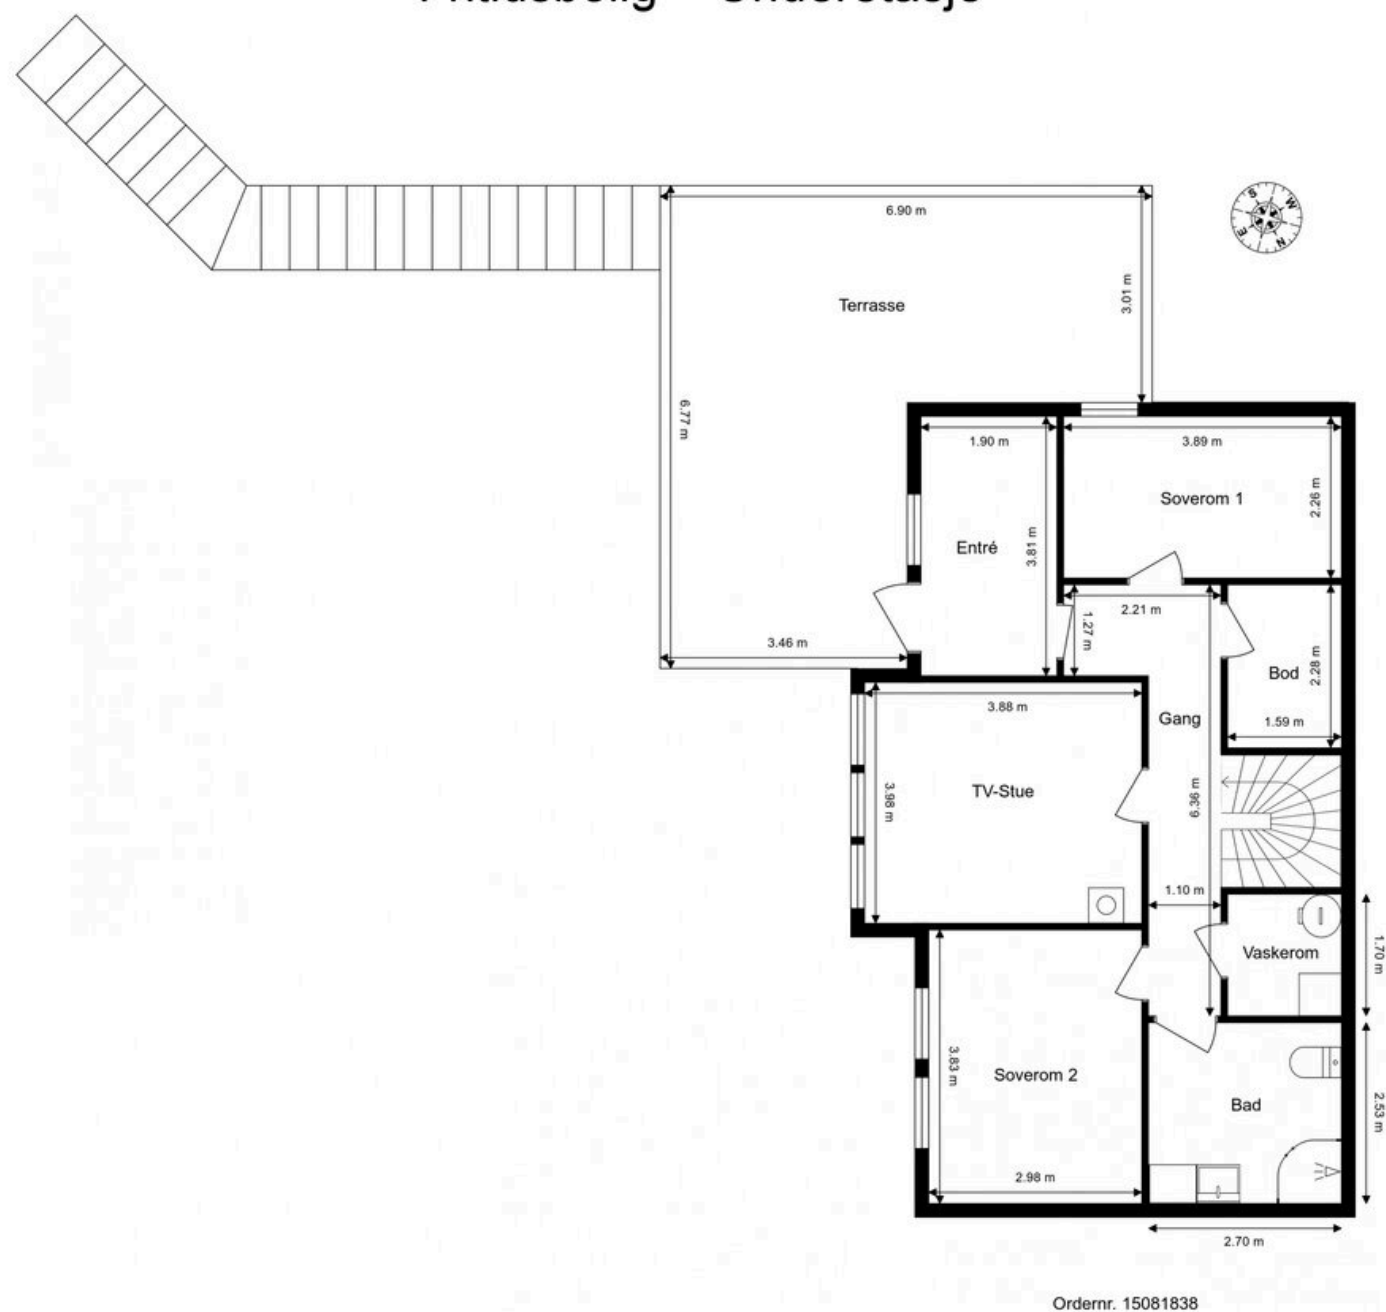 6.90 m
S
W
E
N
Terrasse
3.01 m
6.77 m
1.90 m
3.89 m
Soverom 1
2.26 m
Entré
3.81 m
2.21 m
1.27 m
3.46 m
Bod
2.28 m
3.88 m
Gang
1.59 m
TV-Stue
3.98 m
6.36 m
1.10 m
Vaskerom
1.70 m
3.83 m
Soverom 2
Bad
2.53 m
2.98 m
2.70 m
Ordernr. 15081838